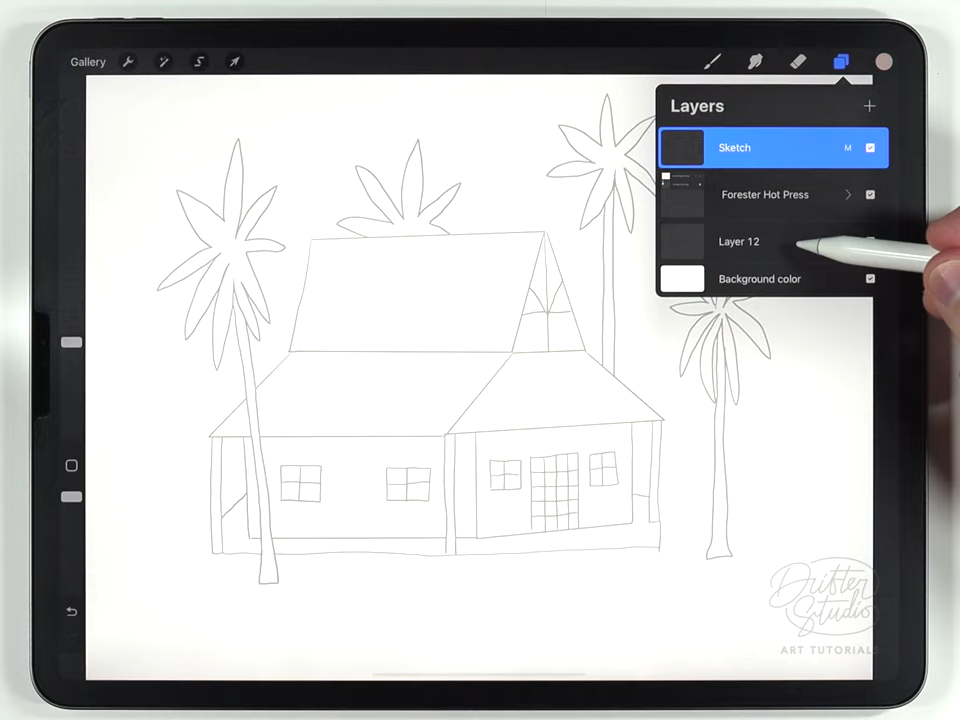 Gallery
Layers
Sketch M
Forester Hot Press
Layer 12
Background color
Drifter
Studio
ART TUTORIALS